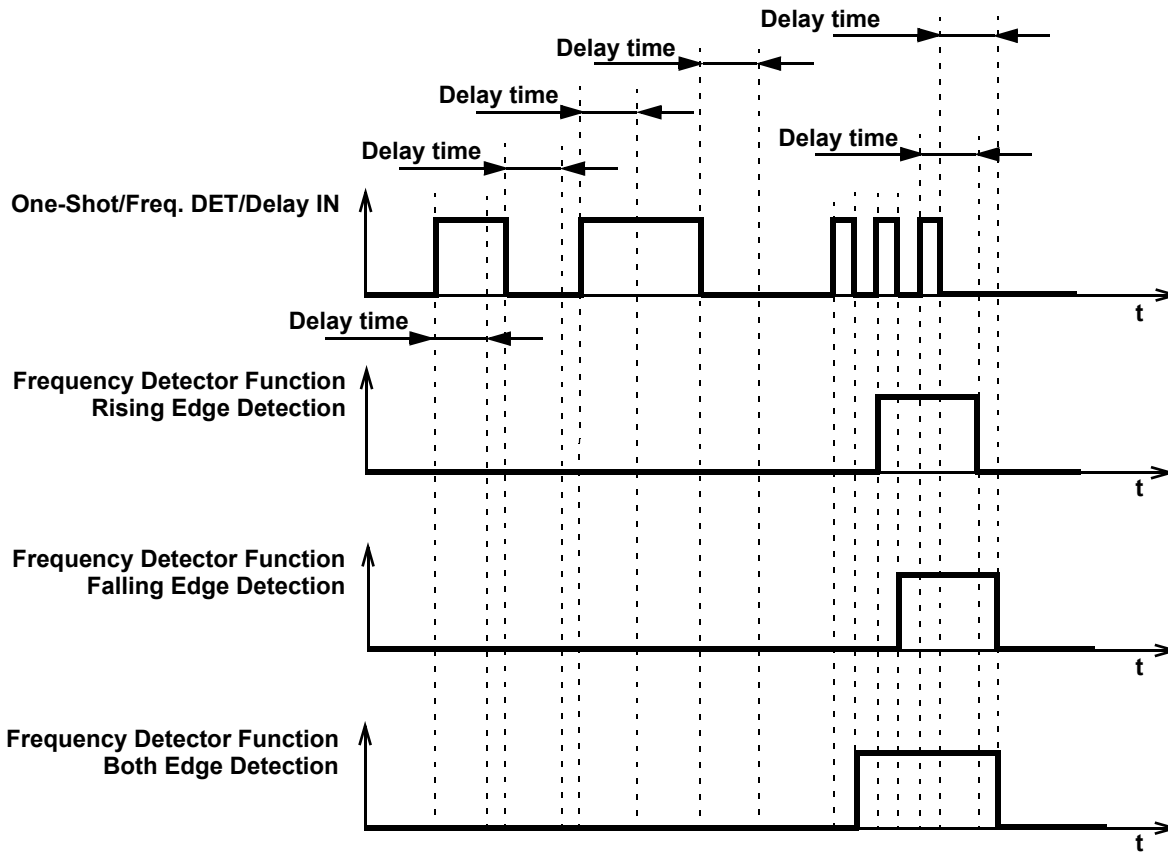 Delay time
Delay time
Delay time
Delay time
Delay time
One-Shot/Freq. DET/Delay IN
t
Delay time
Frequency Detector Function
Rising Edge Detection
t
Frequency Detector Function
Falling Edge Detection
t
Frequency Detector Function
Both Edge Detection
t